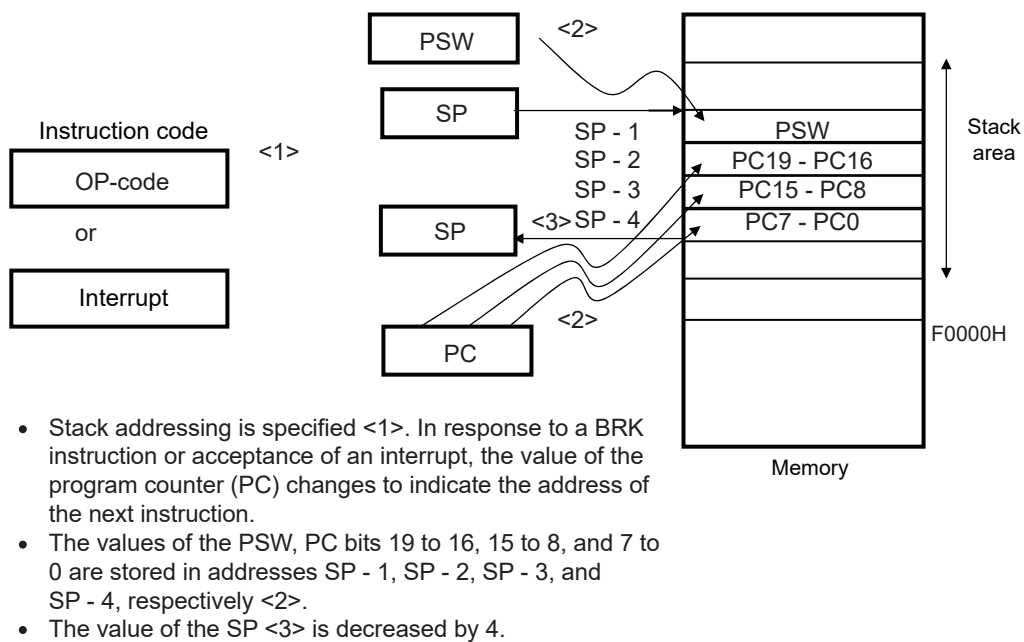 PSW
<2>
SP
Instruction code
<1>
OP-code
or
Interrupt
SP - 1
SP - 2
SP - 3
SP - 4
PSW
PC19 - PC16
PC15 - PC8
PC7 - PC0
Stack
area
SP
<3>
<2>
PC
F0000H
Memory
• Stack addressing is specified <1>. In response to a BRK
instruction or acceptance of an interrupt, the value of the
program counter (PC) changes to indicate the address of
the next instruction.
• The values of the PSW, PC bits 19 to 16, 15 to 8, and 7 to
0 are stored in addresses SP - 1, SP - 2, SP - 3, and
SP - 4, respectively <2>.
• The value of the SP <3> is decreased by 4.